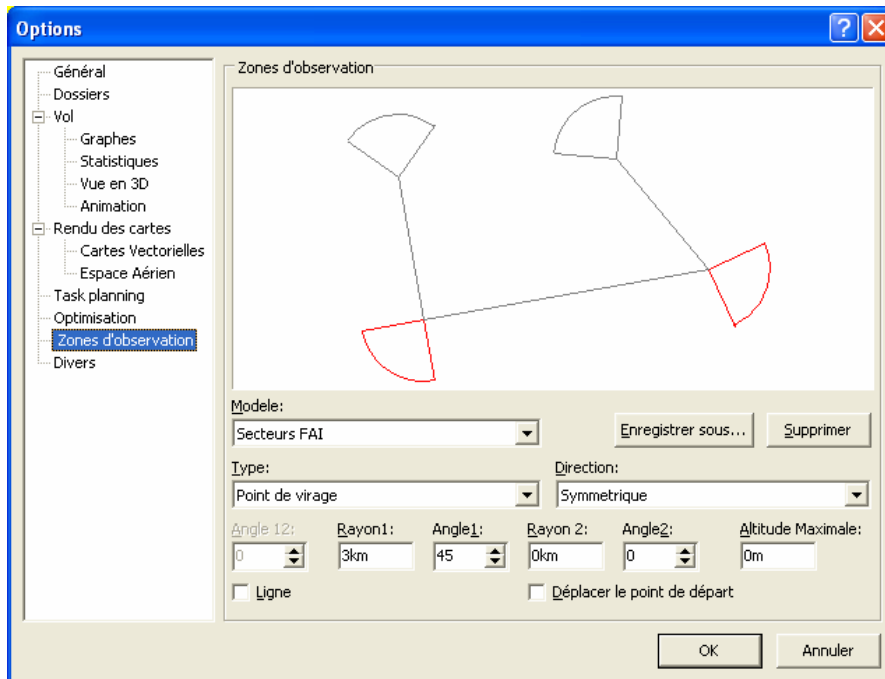 Options
Général
Dossiers
Vol
Graphes
Statistiques
Vue en 3D
Animation
Rendu des cartes
Cartes Vectorielles
Espace Aérien
Task planning
Optimisation
Zones d'observation
Divers
Zones d'observation
Modele:
Secteurs FAI
Enregistrer sous...
Supprimer
Type:
Direction:
Point de virage
Symmetrique
Angle 12:
Rayon1:
Angle1:
Rayon 2:
Angle2:
Altitude Maximale:
0
3km
45
0km
0
0m
Ligne
Déplacer le point de départ
OK
Annuler